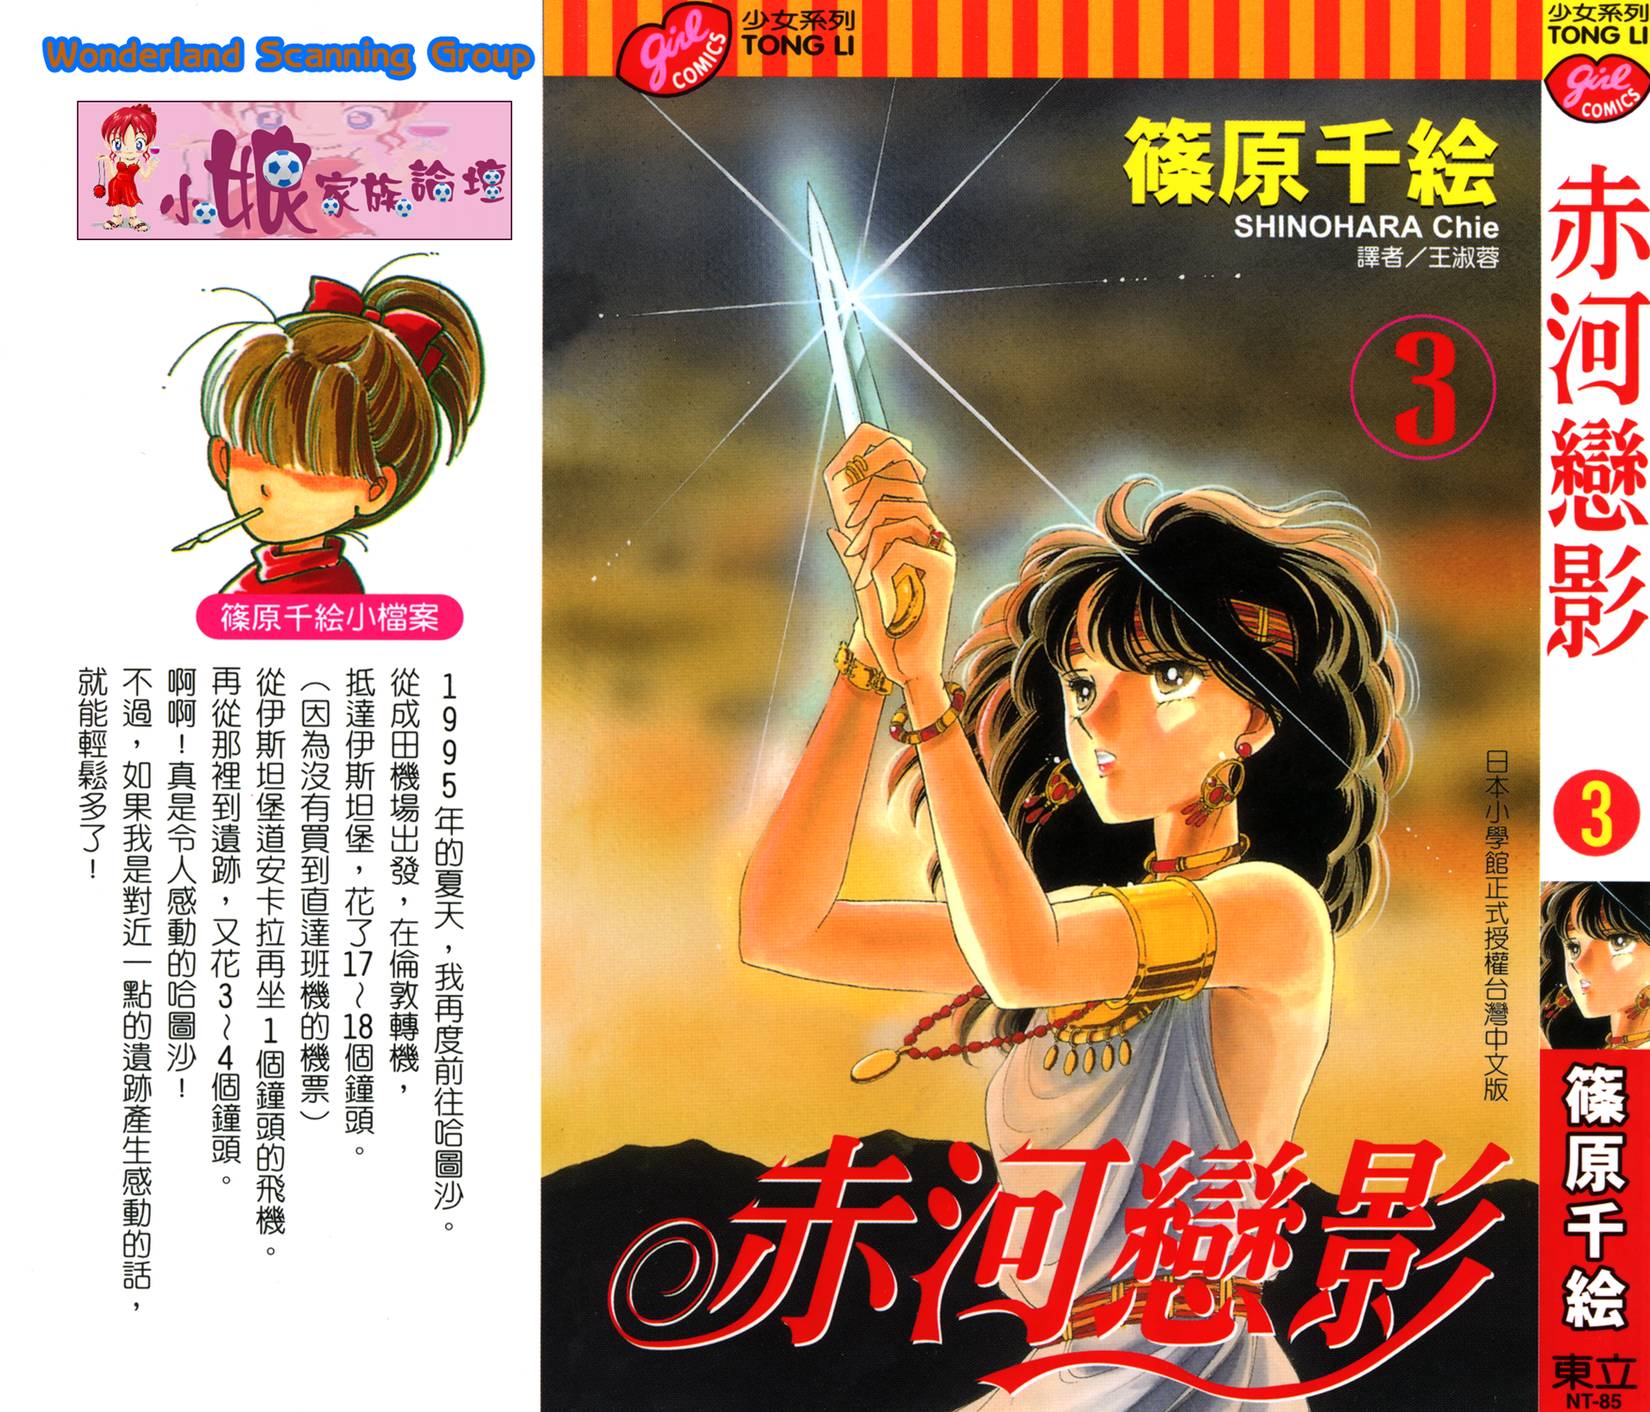 Wonderland Scanning Group
小娘家族論壇
篠原千絵小檔案
1995年的夏天，我再度前往哈圖沙。
從成田機場出發，在倫敦轉機，
抵達伊斯坦堡，花了17～18個鐘頭。
（因為沒有買到直達班機的機票）
從伊斯坦堡道安卡拉再坐1個鐘頭的飛機。
再從那裡到遺跡，又花3～4個鐘頭。
啊啊！真是令人感動的哈圖沙！
不過，如果我是對近一點的遺跡產生感動的話，
就能輕鬆多了！
girl COMICS
少女系列
TONG LI
篠原千絵
SHINOHARA Chie
譯者／王淑蓉
3
日本小學館正式授權台灣中文版
赤河戀影
少女系列
TONG LI
girl COMICS
赤河戀影
3
篠原千絵
東立
NT-85